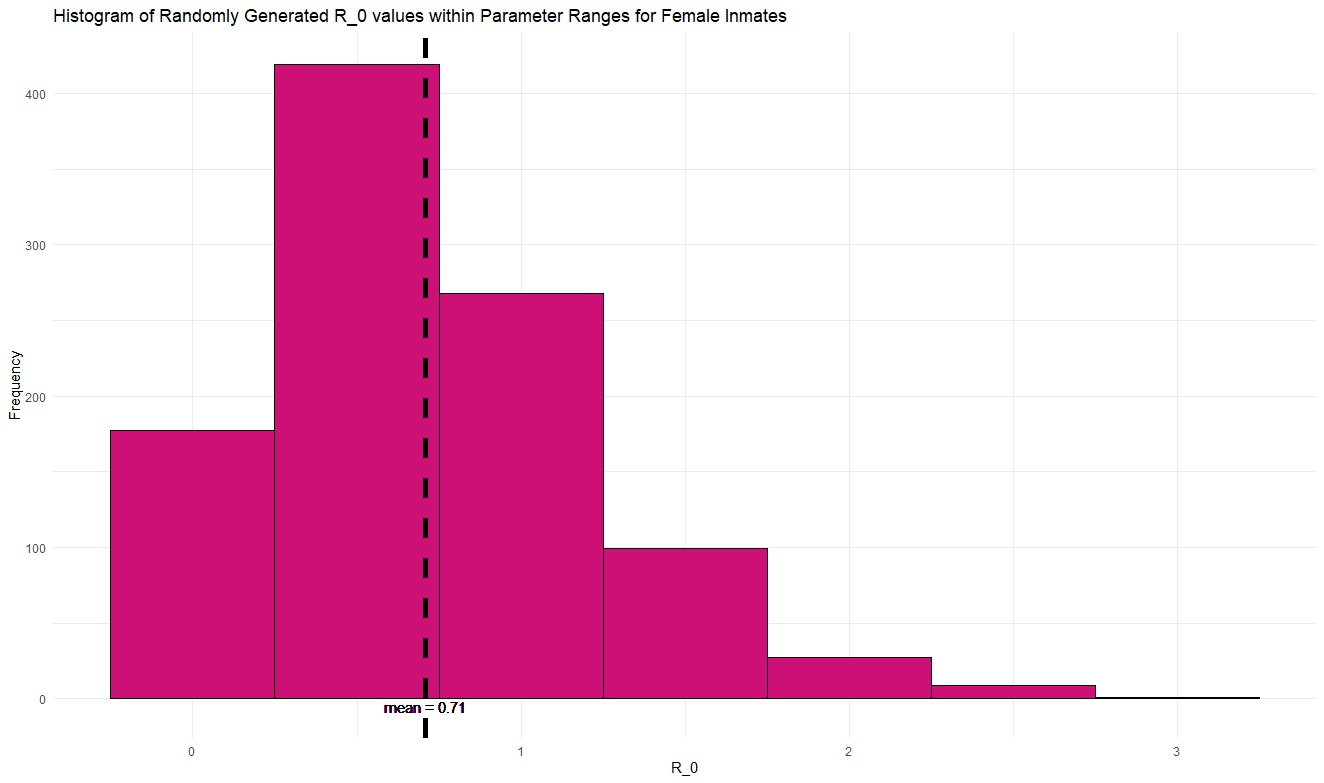 Histogram of Randomly Generated R_0 values within Parameter Ranges for Female Inmates
Frequency
400
300
200
100
0
mean = 0.71
0
1
2
3
R_0